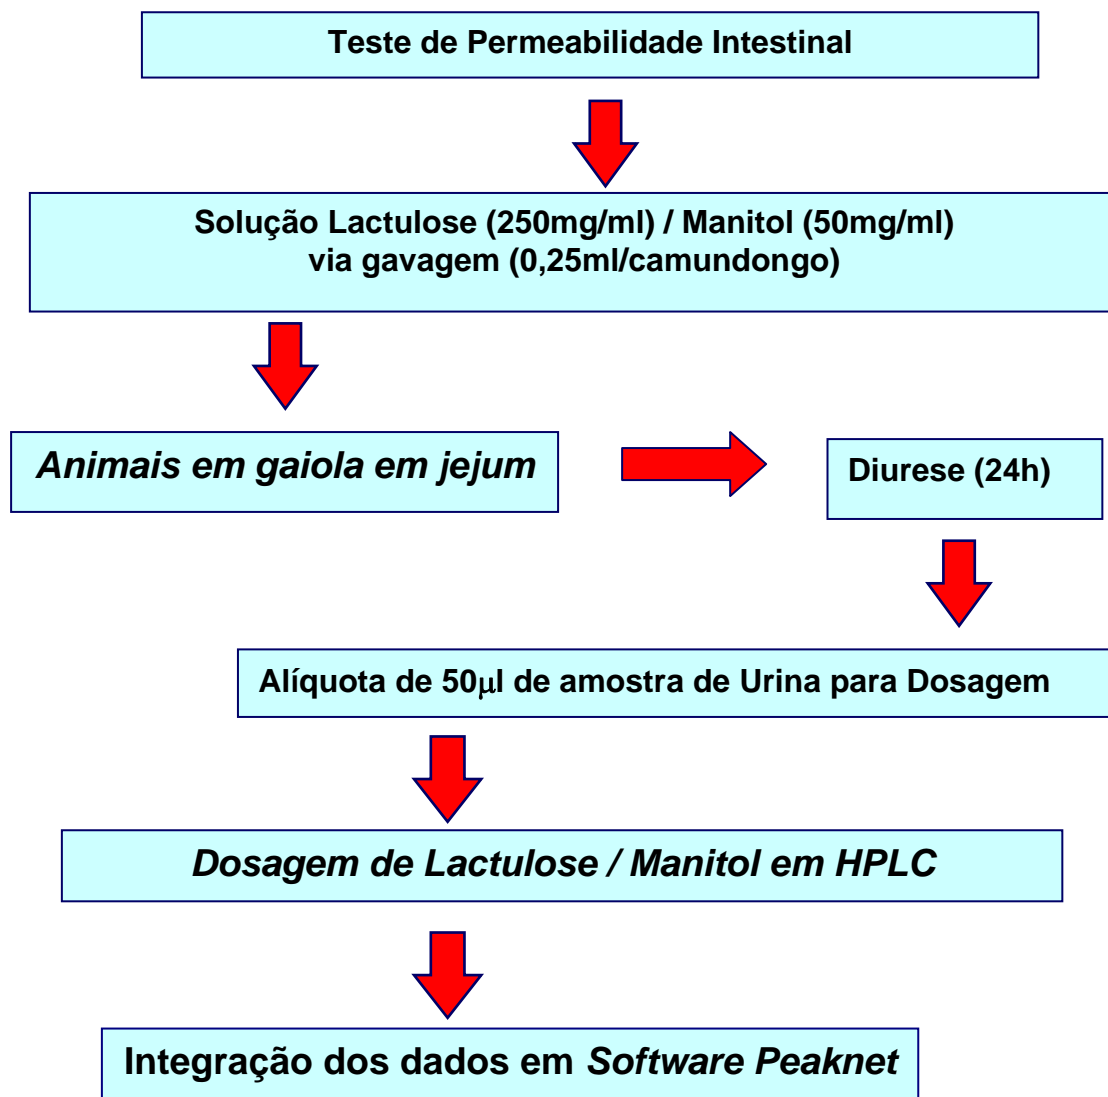 Teste de Permeabilidade Intestinal
Solução Lactulose (250mg/ml) / Manitol (50mg/ml)
via gavagem (0,25ml/camundongo)
Animais em gaiola em jejum
Diurese (24h)
Alíquota de 50μl de amostra de Urina para Dosagem
Dosagem de Lactulose / Manitol em HPLC
Integração dos dados em Software Peaknet